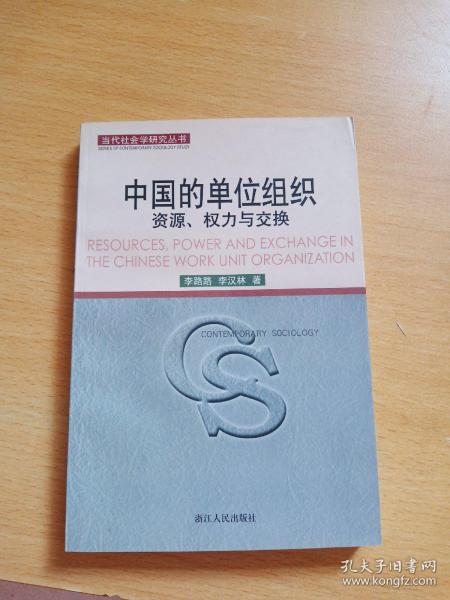 当代社会学研究丛书
SERIES OF CONTEMPORARY SOCIOLOGY STUDY
中国的单位组织
资源、权力与交换
RESOURCES, POWER AND EXCHANGE IN
THE CHINESE WORK UNIT ORGANIZATION
李路路 李汉林 著
CONTEMPORARY SOCIOLOGY
CS
浙江人民出版社
孔夫子旧书网
www.kongfz.com